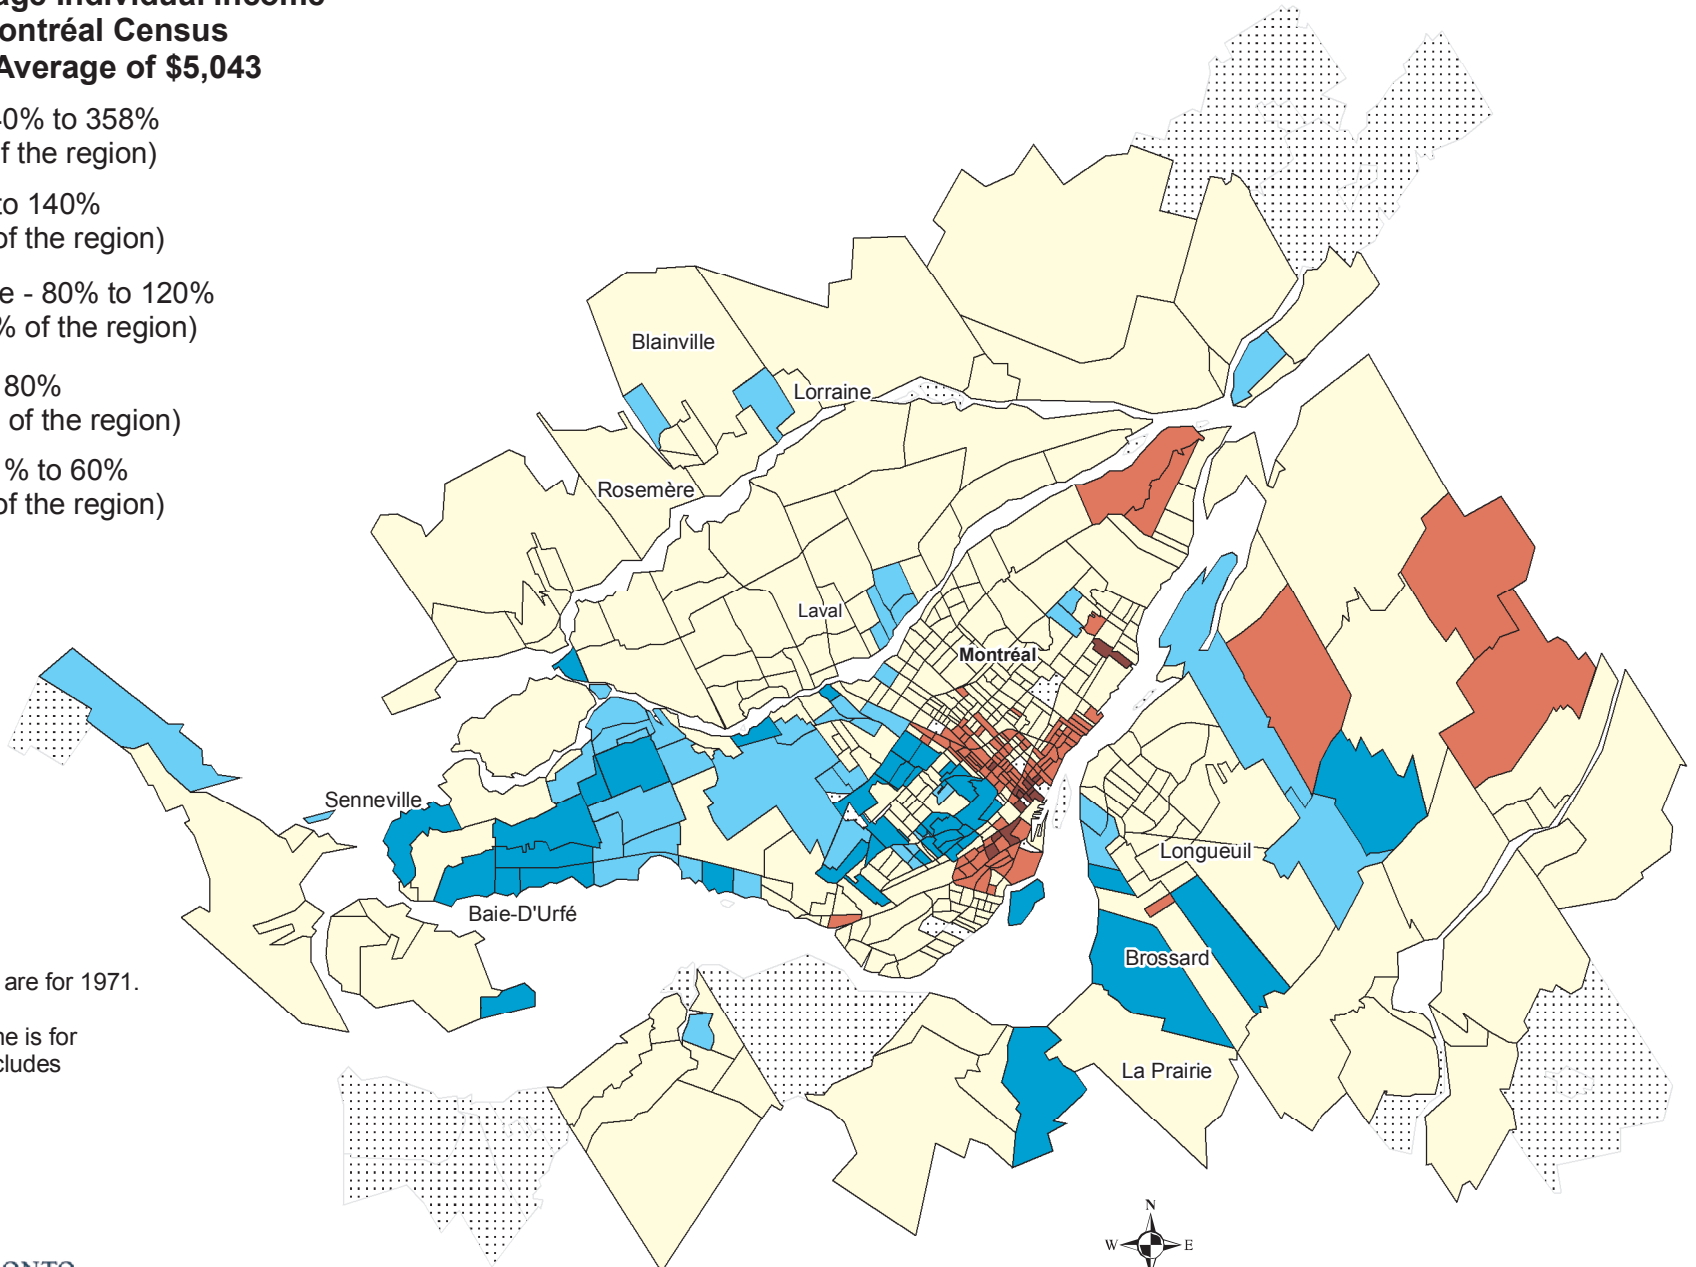 Individual Income
ontréal Census
Average of $5,043
0% to 358%
f the region)
to 140%
of the region)
e - 80% to 120%
% of the region)
80%
of the region)
% to 60%
of the region)
Blainville
Lorraine
Rosemère
Laval
Montréal
Senneville
Baie-D'Urfé
Longueuil
Brossard
La Prairie
are for 1971.
ne is for
cludes
N
W E